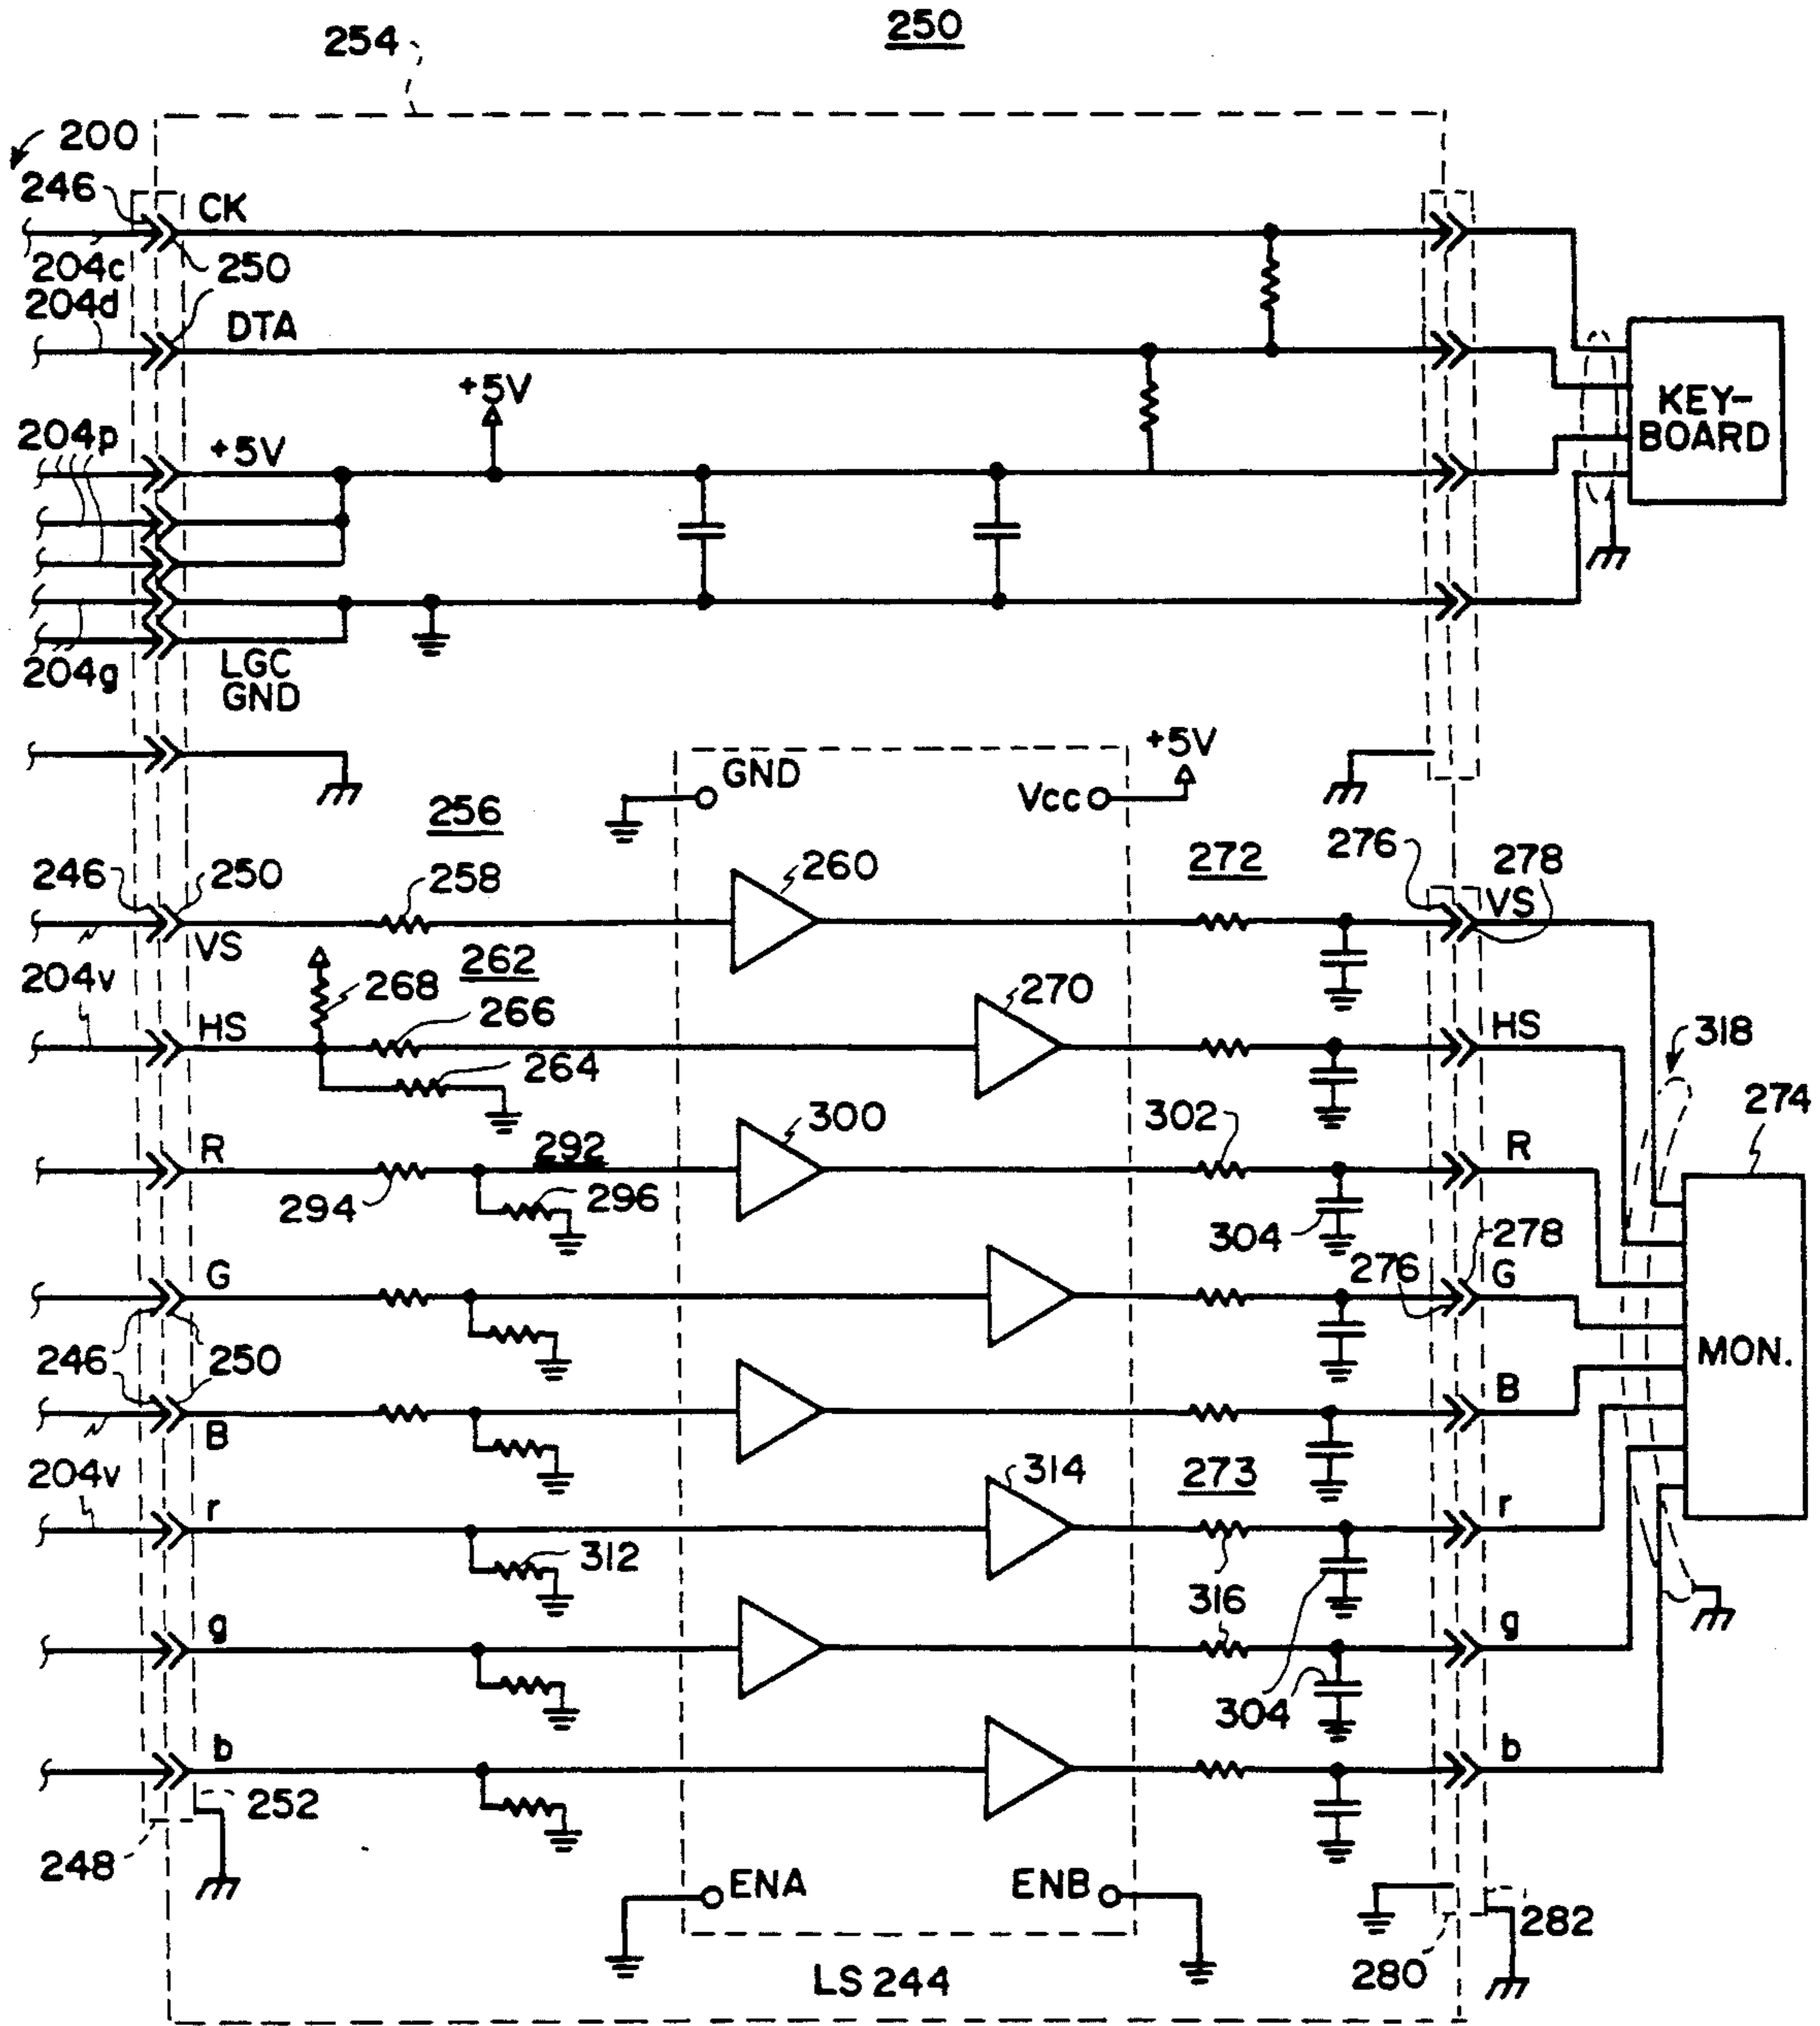 250
254
200
246
CK
204c
250
204d
DTA
+5V
204p
+5V
KEY-
BOARD
204g
LGC
GND
+5V
GND
Vcc
256
276
278
246
250
258
260
272
VS
VS
204v
262
268
266
270
HS
HS
264
318
274
R
292
300
302
R
294
296
304
278
G
276
G
246
250
MON.
B
B
204v
r
314
273
r
312
316
g
g
304
b
b
252
248
ENA
ENB
282
280
LS244